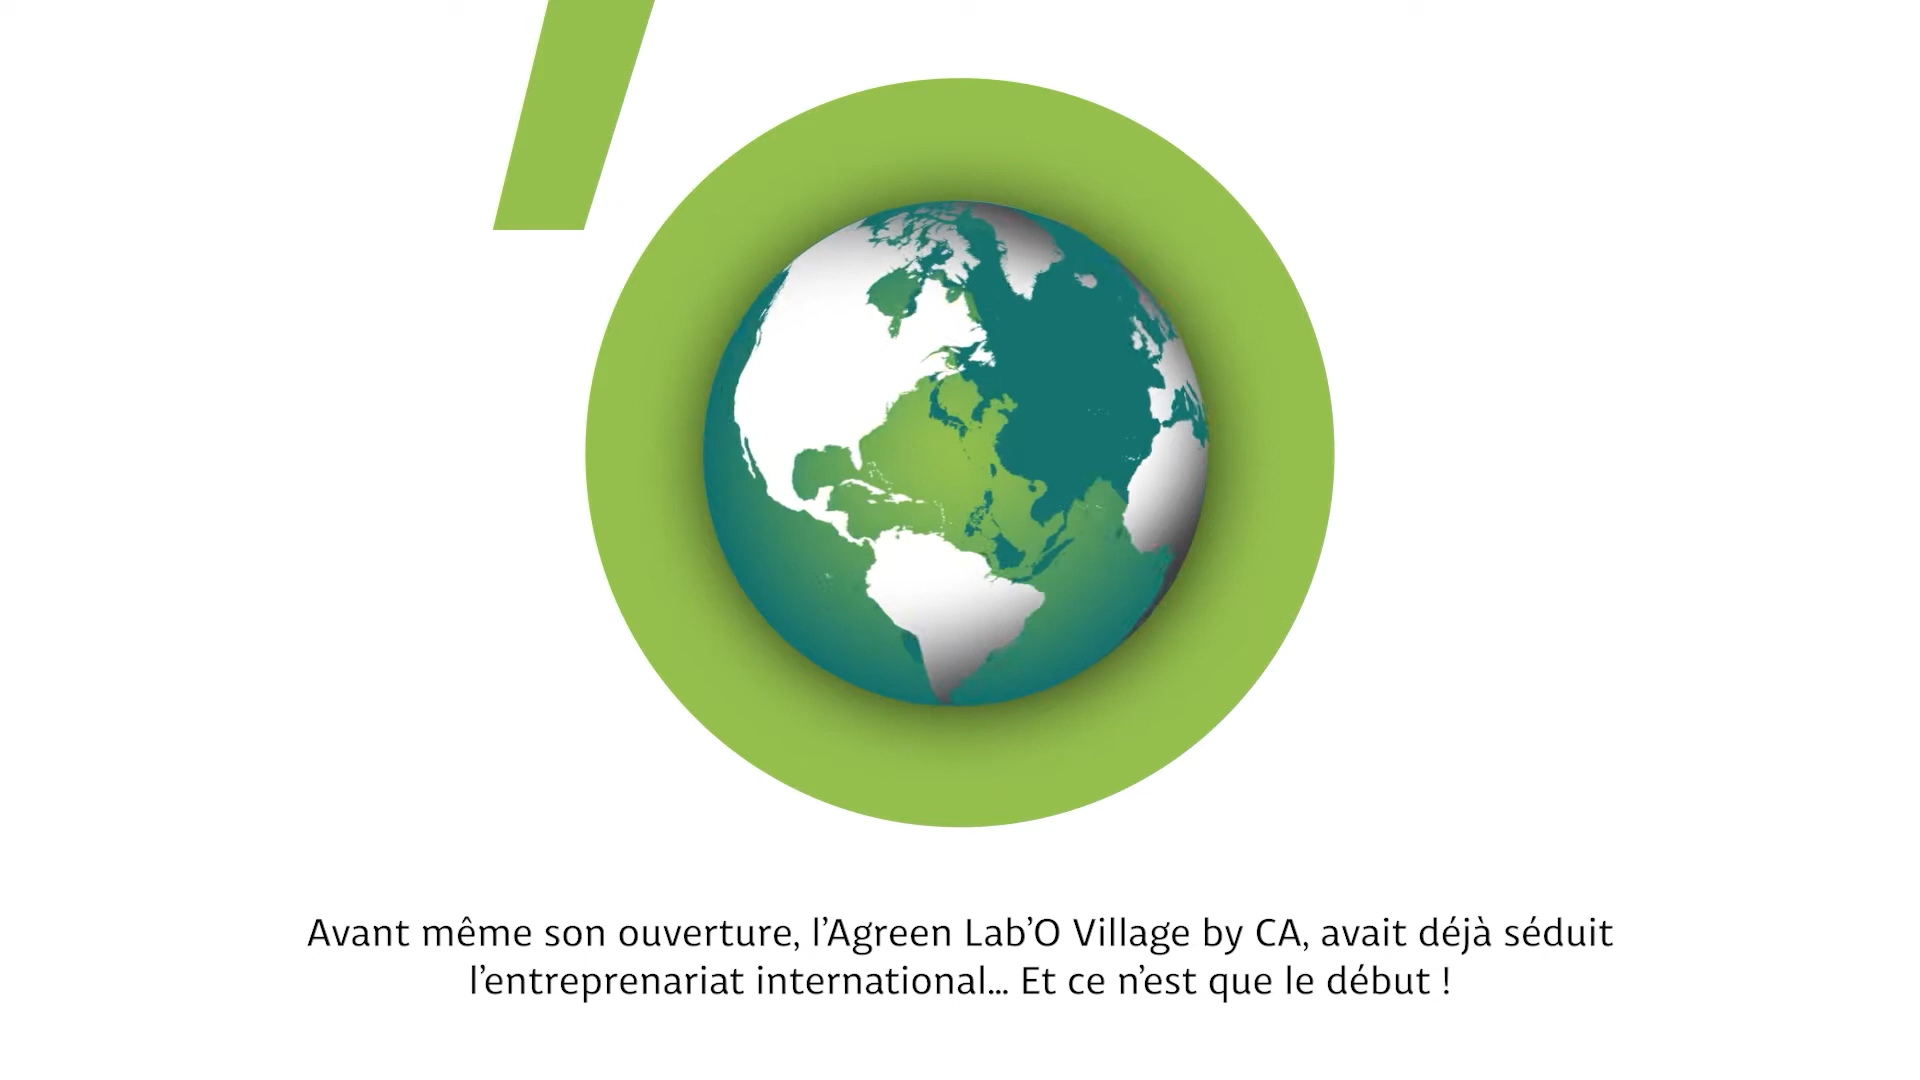 ’O
Avant même son ouverture, l’Agreen Lab’O Village by CA, avait déjà séduit
l’entreprenariat international... Et ce n’est que le début !